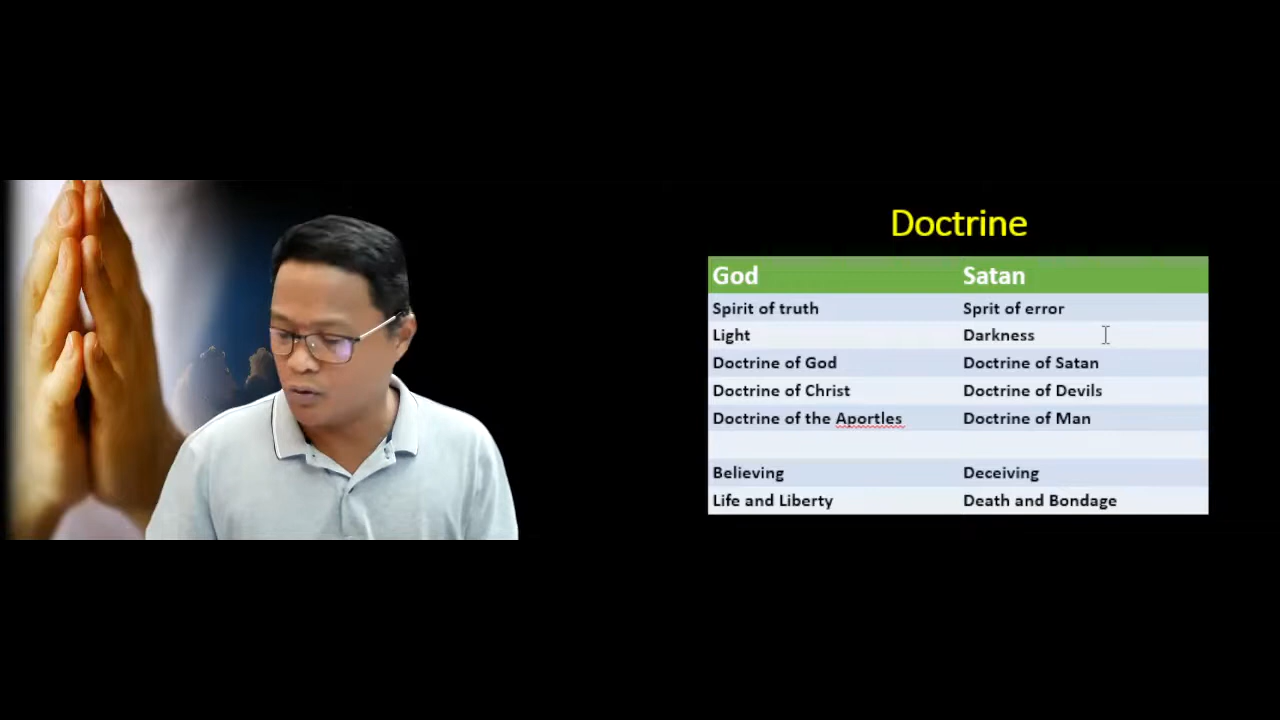 Doctrine
God Satan
Spirit of truth Sprit of error
Light Darkness
Doctrine of God Doctrine of Satan
Doctrine of Christ Doctrine of Devils
Doctrine of the Aportles Doctrine of Man
Believing Deceiving
Life and Liberty Death and Bondage